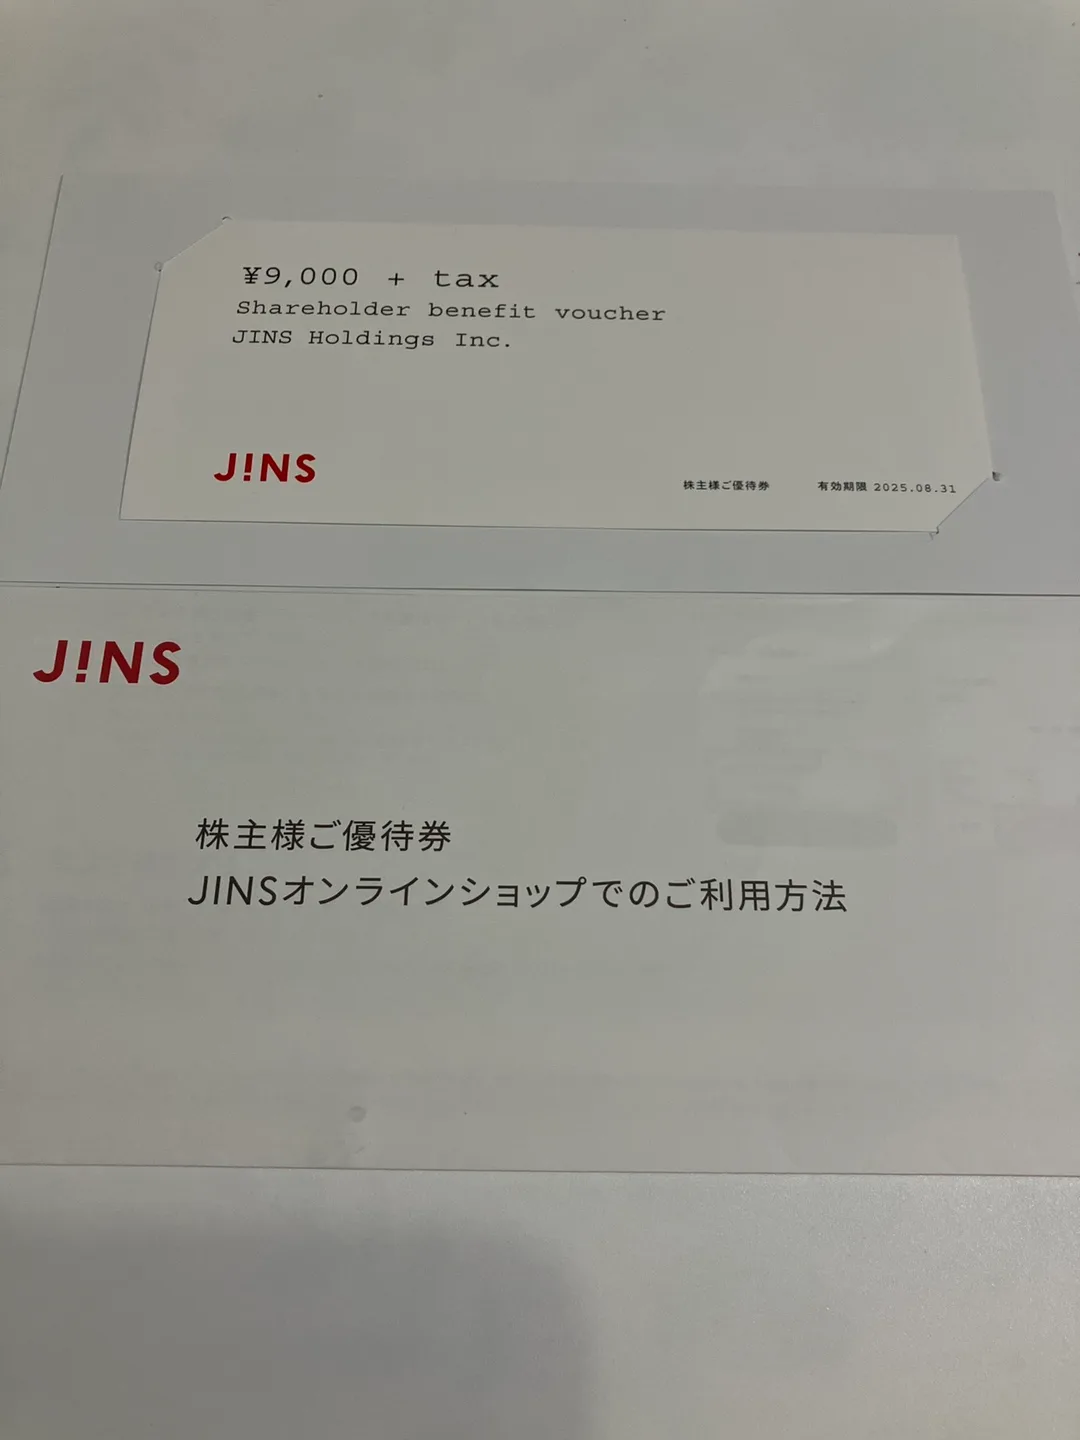 ¥9,000 + tax
Shareholder benefit voucher
JINS Holdings Inc.
J!NS
株主様ご優待券 有効期限 2025.08.31
J!NS
株主様ご優待券
JINSオンラインショップでのご利用方法